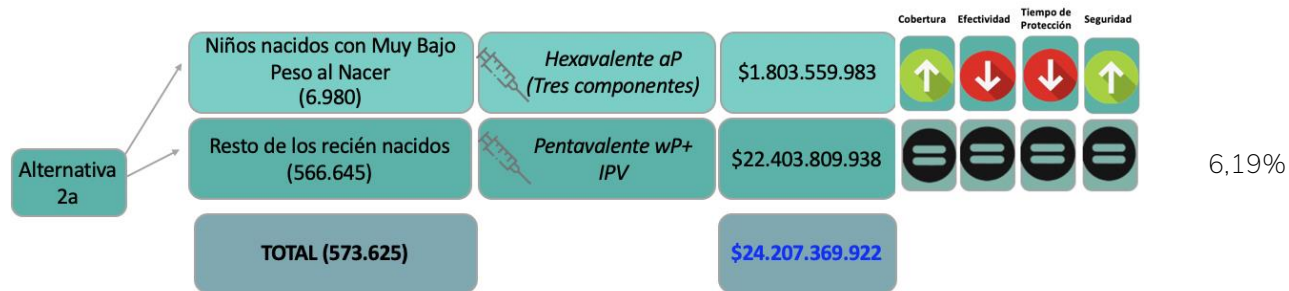 Cobertura Efectividad Tiempo de Protección Seguridad
Niños nacidos con Muy Bajo
Peso al Nacer
(6.980)
Hexavalente aP
(Tres componentes)
$1.803.559.983
Alternativa
2a
Resto de los recién nacidos
(566.645)
Pentavalente wP+
IPV
$22.403.809.938
6,19%
TOTAL (573.625)
$24.207.369.922